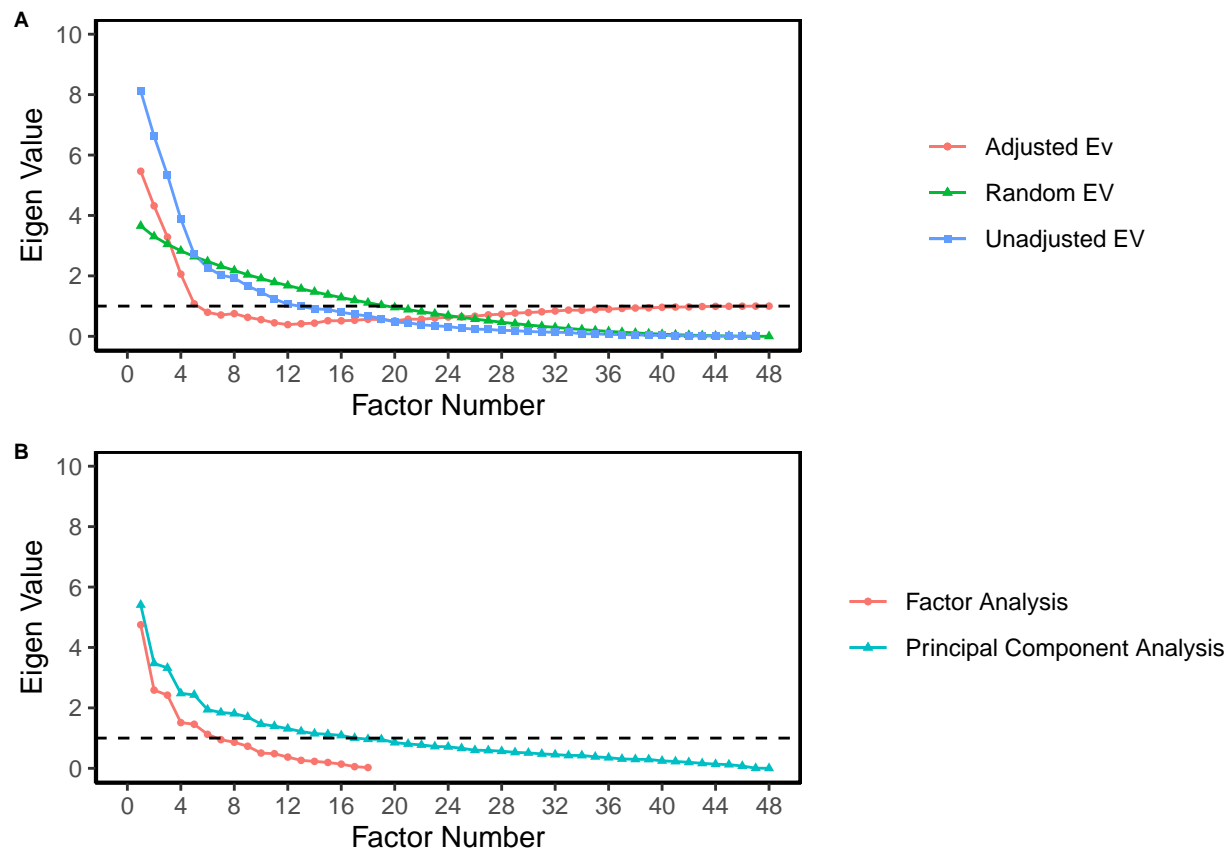 A
Eigen Value
10
8
6
4
2
0
0 4 8 12 16 20 24 28 32 36 40 44 48
Factor Number
Adjusted Ev
Random EV
Unadjusted EV
B
Eigen Value
10
8
6
4
2
0
0 4 8 12 16 20 24 28 32 36 40 44 48
Factor Number
Factor Analysis
Principal Component Analysis